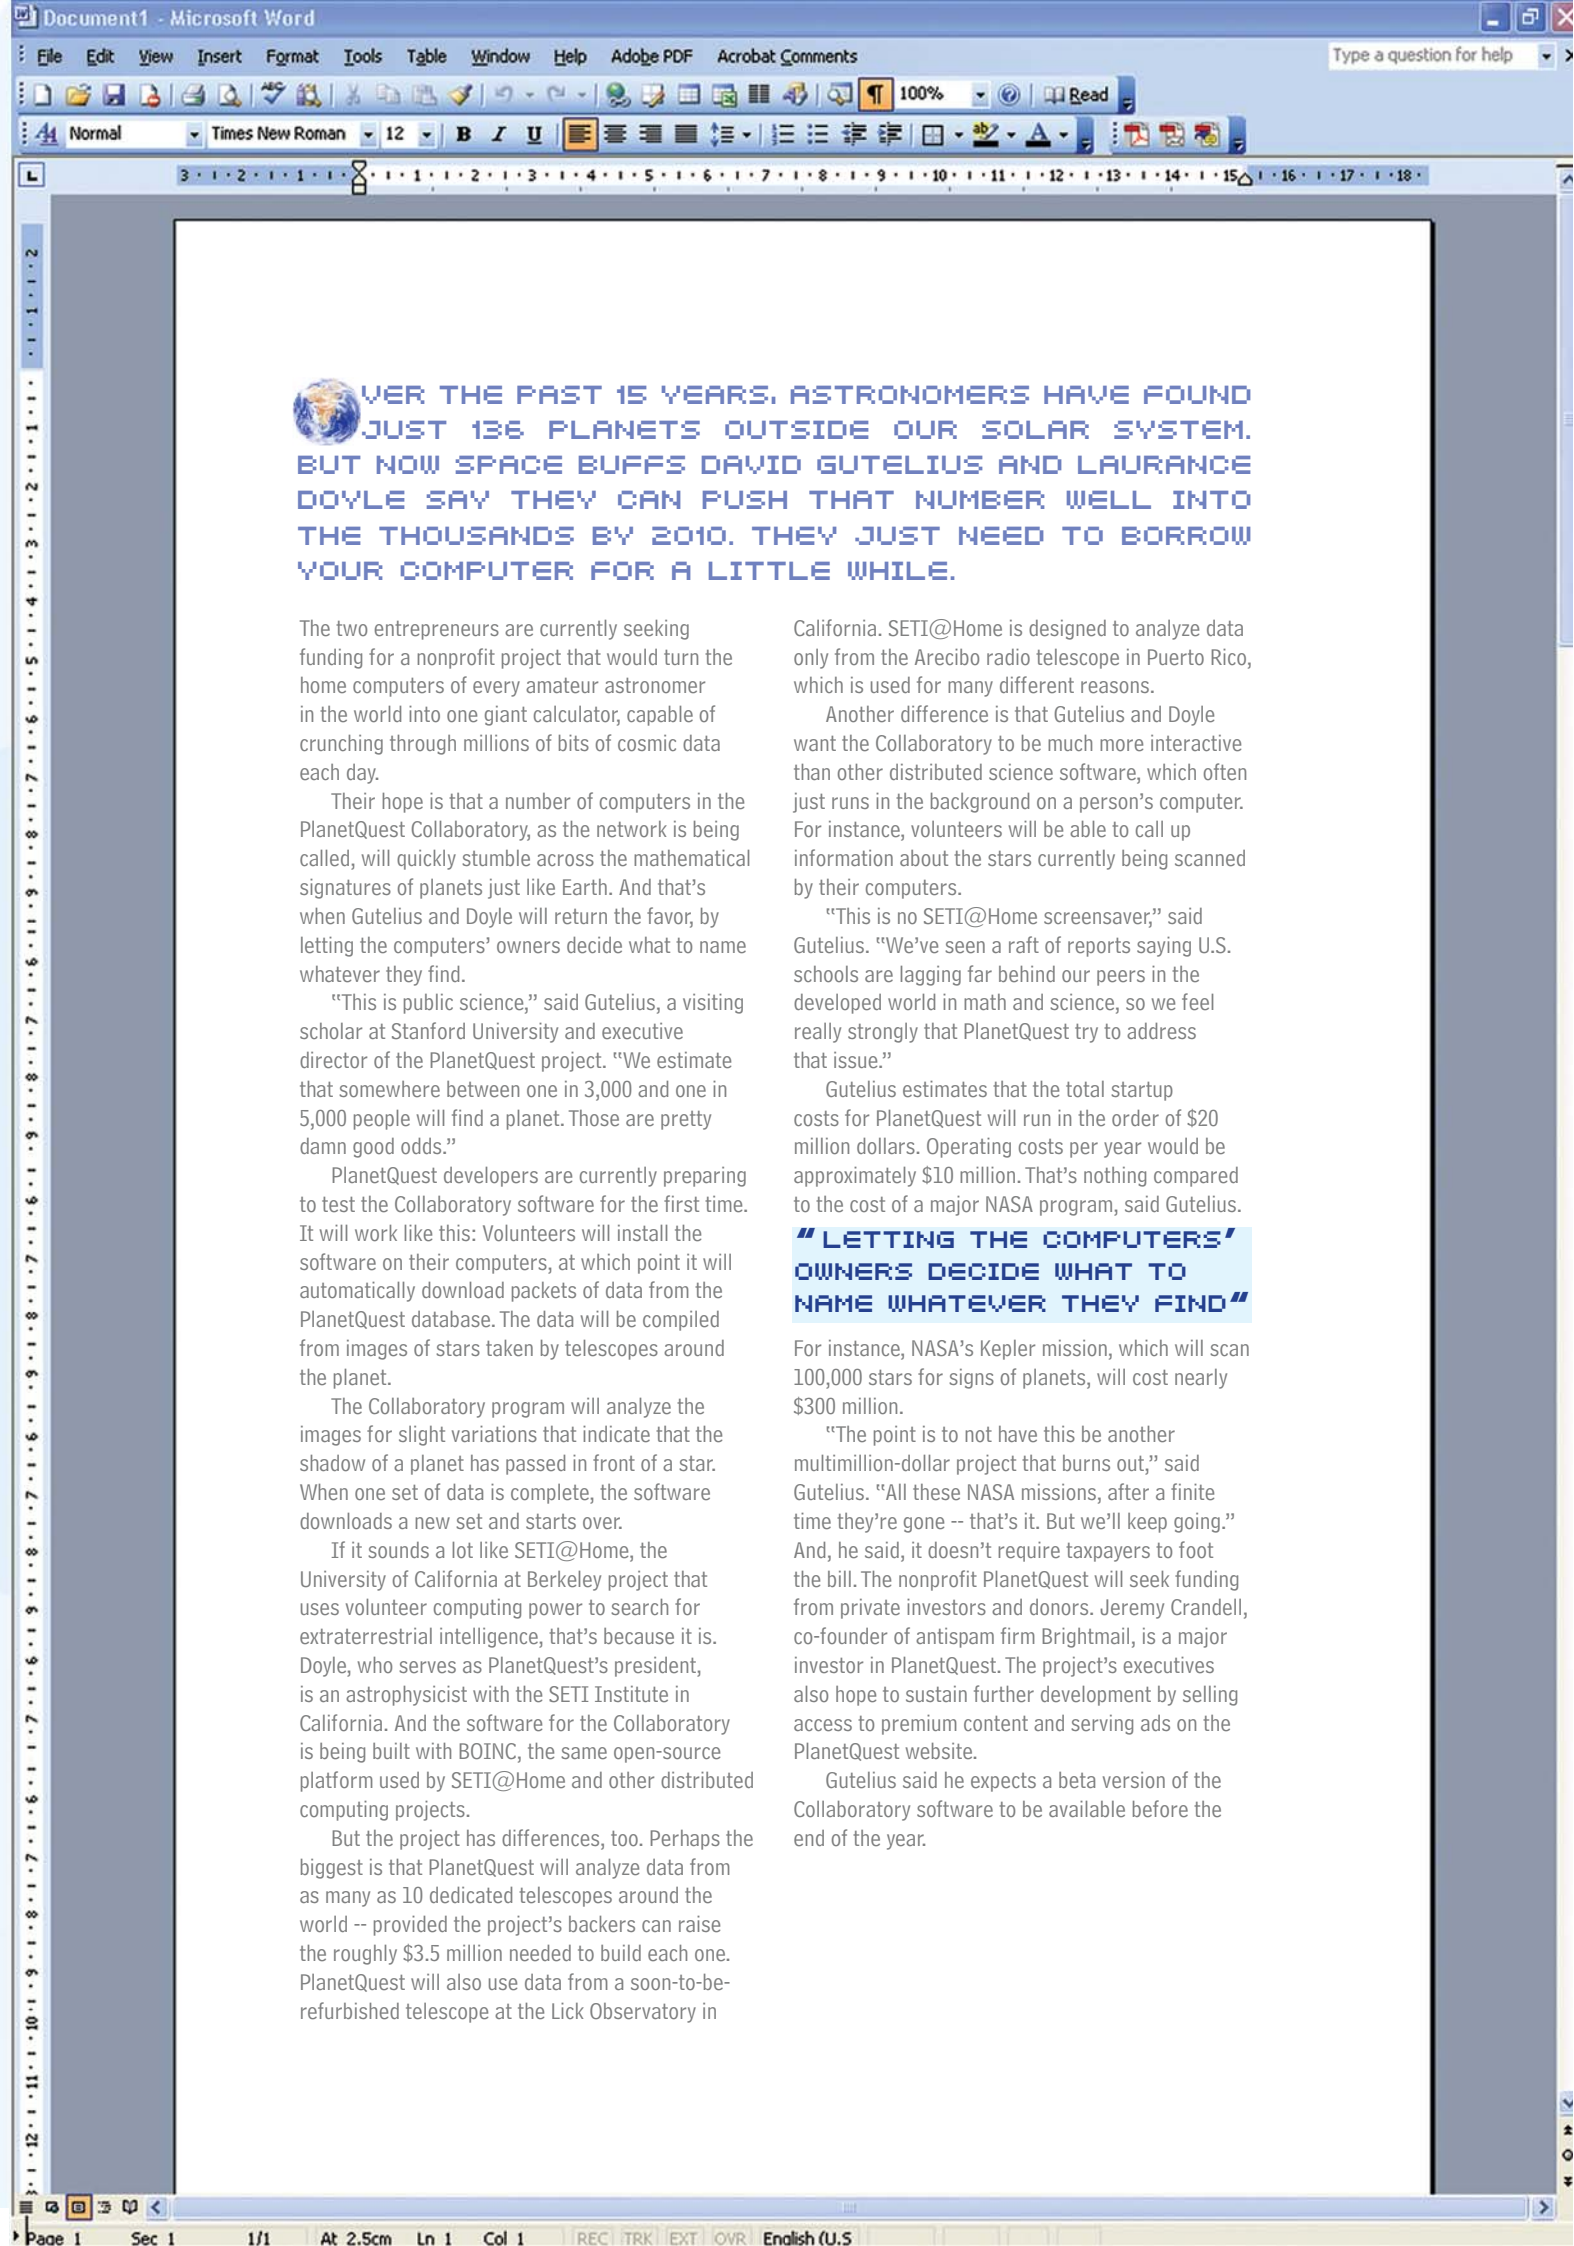 Document1 - Microsoft Word
File Edit View Insert Format Tools Table Window Help Adobe PDF Acrobat Comments
Type a question for help
100% Read
Normal Times New Roman 12 B I U
3 · 2 · 1 · 1 · 2 · 3 · 4 · 5 · 6 · 7 · 8 · 9 · 10 · 11 · 12 · 13 · 14 · 15 · 16 · 17 · 18
VER THE PAST 15 YEARS, ASTRONOMERS HAVE FOUND
JUST 136 PLANETS OUTSIDE OUR SOLAR SYSTEM.
BUT NOW SPACE BUFFS DAVID GUTELIUS AND LAURANCE
DOYLE SAY THEY CAN PUSH THAT NUMBER WELL INTO
THE THOUSANDS BY 2010. THEY JUST NEED TO BORROW
YOUR COMPUTER FOR A LITTLE WHILE.
The two entrepreneurs are currently seeking
funding for a nonprofit project that would turn the
home computers of every amateur astronomer
in the world into one giant calculator, capable of
crunching through millions of bits of cosmic data
each day.
Their hope is that a number of computers in the
PlanetQuest Collaboratory, as the network is being
called, will quickly stumble across the mathematical
signatures of planets just like Earth. And that's
when Gutelius and Doyle will return the favor, by
letting the computers' owners decide what to name
whatever they find.
"This is public science," said Gutelius, a visiting
scholar at Stanford University and executive
director of the PlanetQuest project. "We estimate
that somewhere between one in 3,000 and one in
5,000 people will find a planet. Those are pretty
damn good odds."
PlanetQuest developers are currently preparing
to test the Collaboratory software for the first time.
It will work like this: Volunteers will install the
software on their computers, at which point it will
automatically download packets of data from the
PlanetQuest database. The data will be compiled
from images of stars taken by telescopes around
the planet.
The Collaboratory program will analyze the
images for slight variations that indicate that the
shadow of a planet has passed in front of a star.
When one set of data is complete, the software
downloads a new set and starts over.
If it sounds a lot like SETI@Home, the
University of California at Berkeley project that
uses volunteer computing power to search for
extraterrestrial intelligence, that's because it is.
Doyle, who serves as PlanetQuest's president,
is an astrophysicist with the SETI Institute in
California. And the software for the Collaboratory
is being built with BOINC, the same open-source
platform used by SETI@Home and other distributed
computing projects.
But the project has differences, too. Perhaps the
biggest is that PlanetQuest will analyze data from
as many as 10 dedicated telescopes around the
world -- provided the project's backers can raise
the roughly $3.5 million needed to build each one.
PlanetQuest will also use data from a soon-to-be-
refurbished telescope at the Lick Observatory in
California. SETI@Home is designed to analyze data
only from the Arecibo radio telescope in Puerto Rico,
which is used for many different reasons.
Another difference is that Gutelius and Doyle
want the Collaboratory to be much more interactive
than other distributed science software, which often
just runs in the background on a person's computer.
For instance, volunteers will be able to call up
information about the stars currently being scanned
by their computers.
"This is no SETI@Home screensaver," said
Gutelius. "We've seen a raft of reports saying U.S.
schools are lagging far behind our peers in the
developed world in math and science, so we feel
really strongly that PlanetQuest try to address
that issue."
Gutelius estimates that the total startup
costs for PlanetQuest will run in the order of $20
million dollars. Operating costs per year would be
approximately $10 million. That's nothing compared
to the cost of a major NASA program, said Gutelius.
" LETTING THE COMPUTERS'
OWNERS DECIDE WHAT TO
NAME WHATEVER THEY FIND"
For instance, NASA's Kepler mission, which will scan
100,000 stars for signs of planets, will cost nearly
$300 million.
"The point is to not have this be another
multimillion-dollar project that burns out," said
Gutelius. "All these NASA missions, after a finite
time they're gone -- that's it. But we'll keep going."
And, he said, it doesn't require taxpayers to foot
the bill. The nonprofit PlanetQuest will seek funding
from private investors and donors. Jeremy Crandell,
co-founder of antispam firm Brightmail, is a major
investor in PlanetQuest. The project's executives
also hope to sustain further development by selling
access to premium content and serving ads on the
PlanetQuest website.
Gutelius said he expects a beta version of the
Collaboratory software to be available before the
end of the year.
Page 1 Sec 1 1/1 At 2.5cm Ln 1 Col 1 REC TRK EXT OVR English (U.S